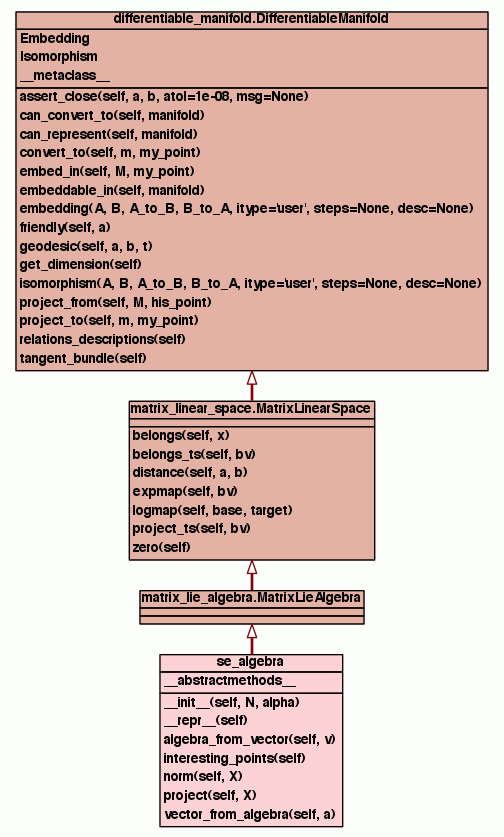 differentiable_manifold.DifferentiableManifold
Embedding
Isomorphism
__metaclass__
assert_close(self, a, b, atol=1e-08, msg=None)
can_convert_to(self, manifold)
can_represent(self, manifold)
convert_to(self, m, my_point)
embed_in(self, M, my_point)
embeddable_in(self, manifold)
embedding(A, B, A_to_B, B_to_A, itype='user', steps=None, desc=None)
friendly(self, a)
geodesic(self, a, b, t)
get_dimension(self)
isomorphism(A, B, A_to_B, B_to_A, itype='user', steps=None, desc=None)
project_from(self, M, his_point)
project_to(self, m, my_point)
relations_descriptions(self)
tangent_bundle(self)
matrix_linear_space.MatrixLinearSpace
belongs(self, x)
belongs_ts(self, bv)
distance(self, a, b)
expmap(self, bv)
logmap(self, base, target)
project_ts(self, bv)
zero(self)
matrix_lie_algebra.MatrixLieAlgebra
se_algebra
__abstractmethods__
__init__(self, N, alpha)
__repr__(self)
algebra_from_vector(self, v)
interesting_points(self)
norm(self, X)
project(self, X)
vector_from_algebra(self, a)